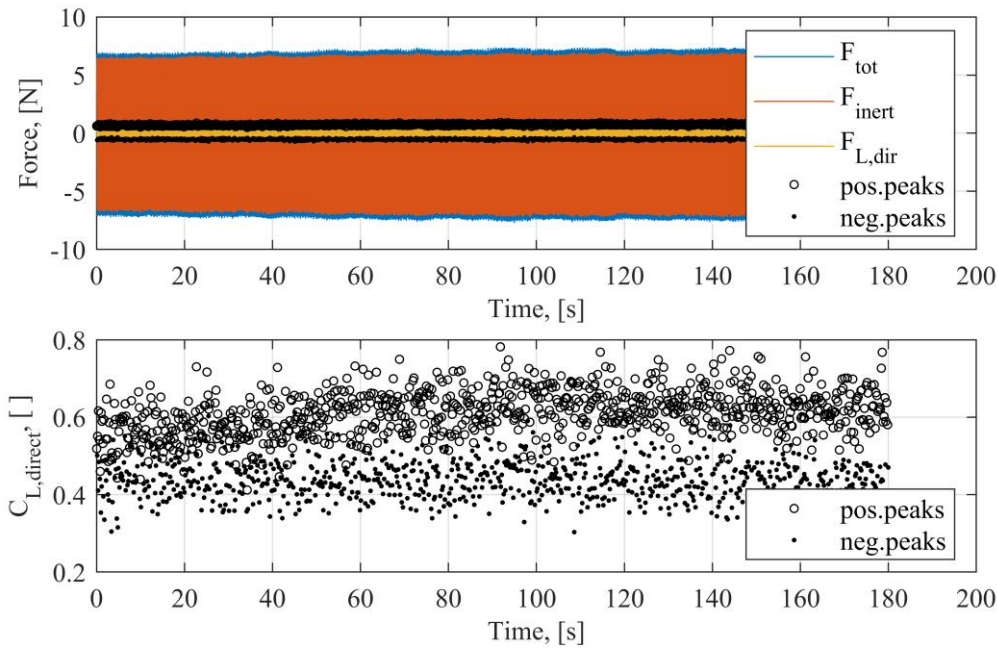 10
5
0
-5
-10
Force, [N]
F_tot
F_inert
F_L,dir
pos.peaks
neg.peaks
0 20 40 60 80 100 120 140 160 180 200
Time, [s]
0.8
0.6
0.4
0.2
C_L,direct, [ ]
pos.peaks
neg.peaks
0 20 40 60 80 100 120 140 160 180 200
Time, [s]